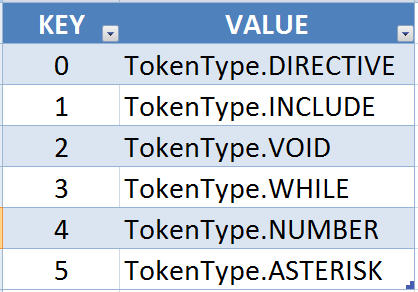 KEY VALUE
0 TokenType.DIRECTIVE
1 TokenType.INCLUDE
2 TokenType.VOID
3 TokenType.WHILE
4 TokenType.NUMBER
5 TokenType.ASTERISK